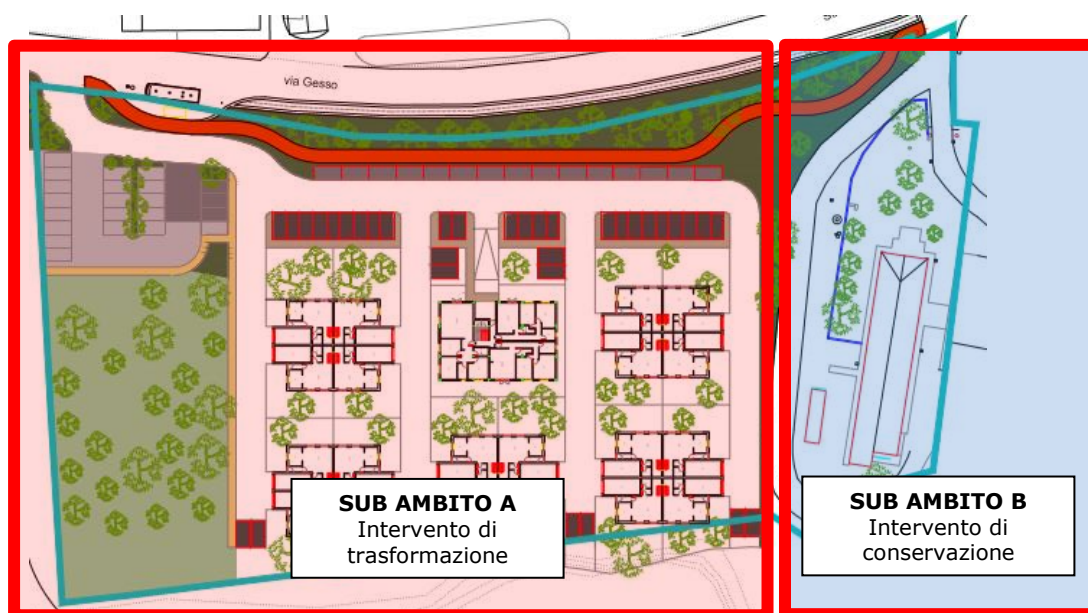 via Gesso
SUB AMBITO A
Intervento di
trasformazione
SUB AMBITO B
Intervento di
conservazione